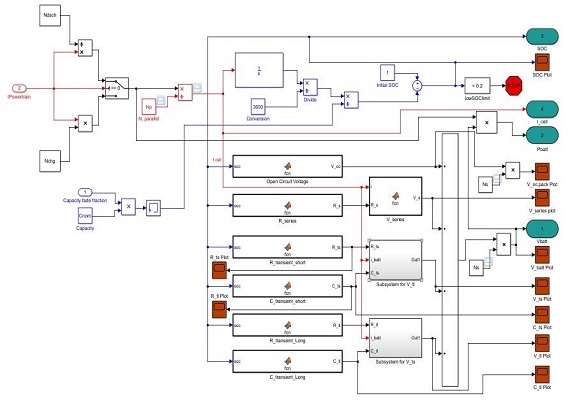 Ndisch
2
IPowertrain
>= 0
Np
N_parallel
Nchg
1
Capacity fade fraction
Cnom
Capacity
1
s
3600
Conversion
Divide
1
Initial SOC
< 0.2
lowSOClimit
STOP
3
SOC
SOC Plot
4
I_cell
2
Pbatt
I_cell
soc
fcn
V_oc
Open Circuit Voltage
soc
fcn
R_s
R_series
i
R_s
fcn
V_s
V_series
Ns
V_oc,pack Plot
V_series plot
1
Vbatt
Ns
V_batt Plot
R_ts Plot
soc
fcn
R_ts
R_transient_short
R_tl Plot
soc
fcn
C_ts
C_transient_short
R_ts
i_batt
C_ts
Out1
Subsystem for V_tl
V_ts Plot
C_ts Plot
soc
fcn
R_tl
R_transient_Long
soc
fcn
C_tl
C_transient_Long
R_tl
i_batt
C_tl
Out1
Subsystem for V_ts
V_tl Plot
C_tl Plot